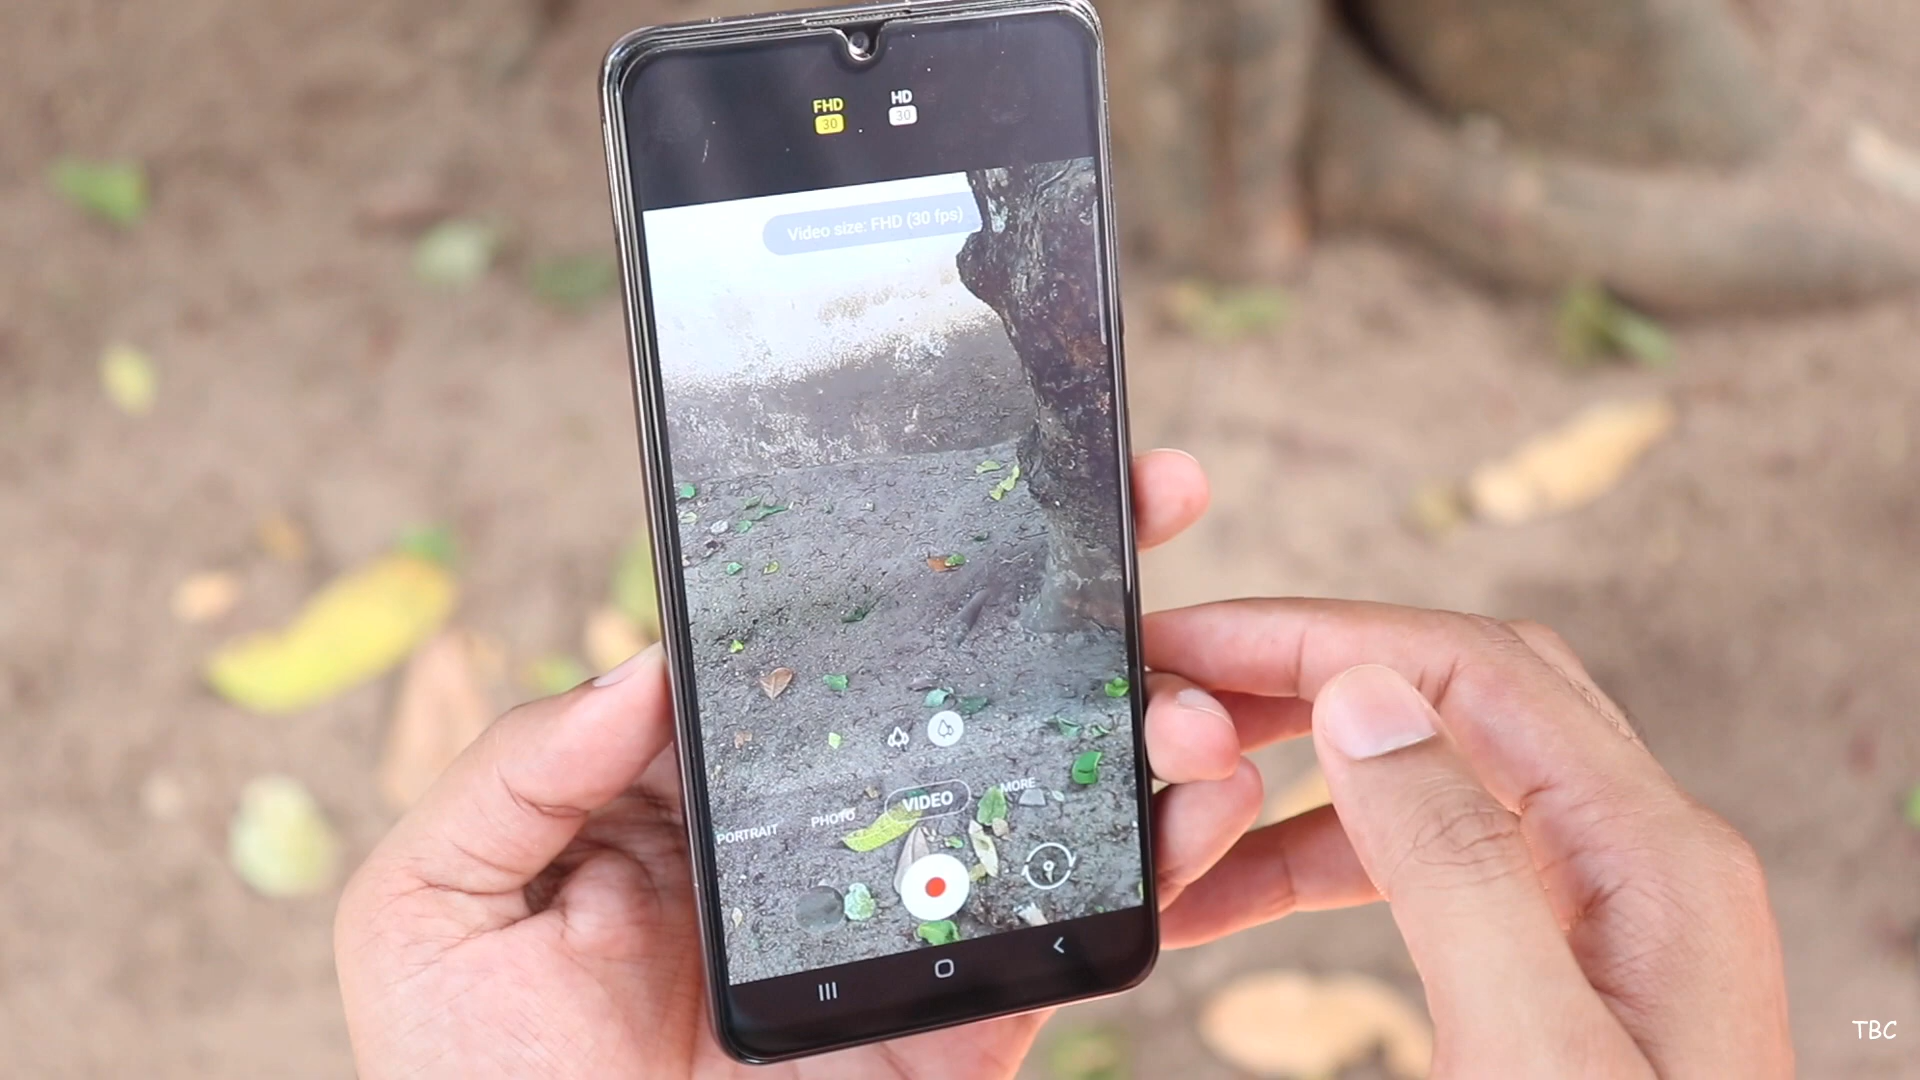 FHD
30
HD
30
Video size: FHD (30 fps)
PORTRAIT
PHOTO
VIDEO
MORE
TBC